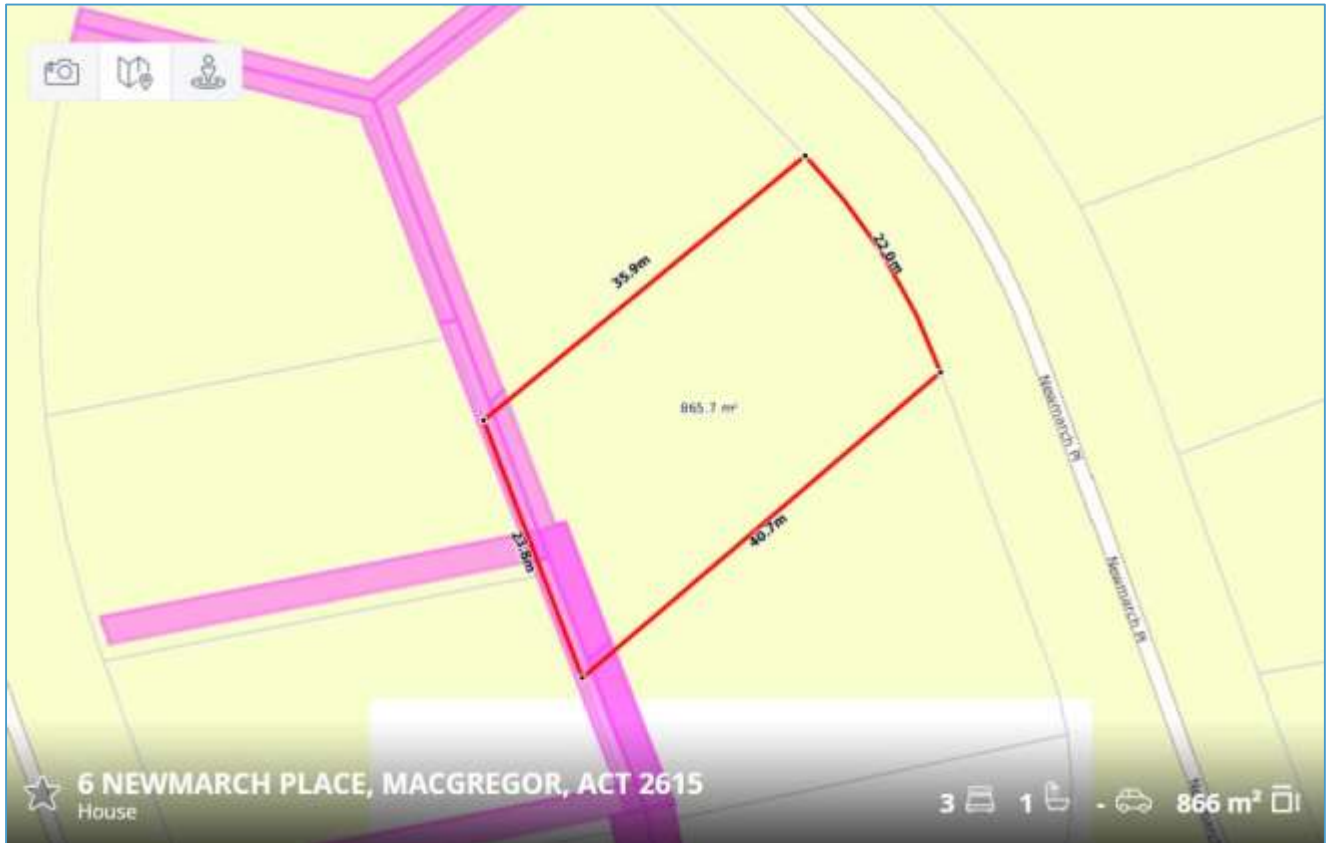 35.9m
22.0m
865.7 m²
Newmarch Pl
23.8m
40.7m
Newmarch Pl
6 NEWMARCH PLACE, MACGREGOR, ACT 2615
House
3 1 - 866 m²